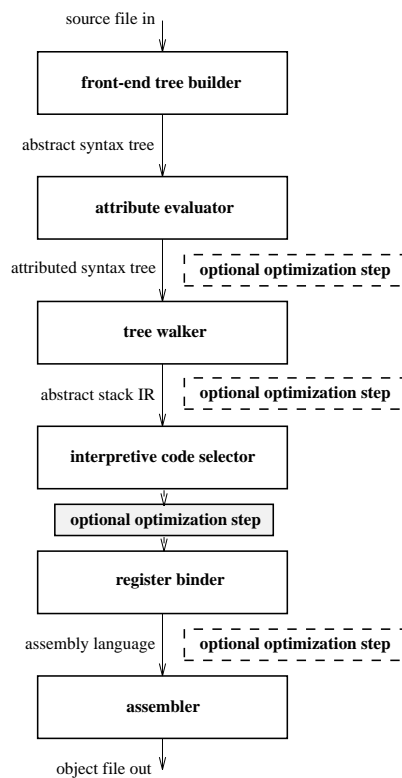 source file in
front-end tree builder
abstract syntax tree
attribute evaluator
attributed syntax tree
optional optimization step
tree walker
abstract stack IR
optional optimization step
interpretive code selector
optional optimization step
register binder
assembly language
optional optimization step
assembler
object file out